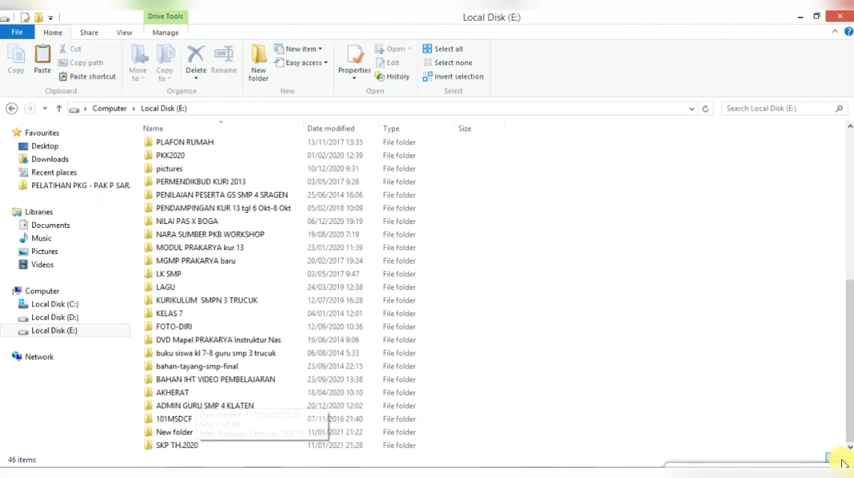 Drive Tools
Local Disk (E:)
File Home Share View Manage
Copy Paste Cut Copy path Paste shortcut
Clipboard
Move to Copy to Delete Rename
Organise
New folder New item Easy access
New
Properties Open Edit History
Open
Select all Select none Invert selection
Select
Computer Local Disk (E:) Search Local Disk (E:)
Favourites
Desktop
Downloads
Recent places
PELATIHAN PKG - PAK P SAR.
Libraries
Documents
Music
Pictures
Videos
Computer
Local Disk (C:)
Local Disk (D:)
Local Disk (E:)
Network
Name Date modified Type Size
PLAFON RUMAH 13/11/2017 13:35 File folder
PKK2020 01/02/2020 12:39 File folder
pictures 10/12/2020 9:31 File folder
PERMENDIKBUD KURI 2013 03/05/2017 9:26 File folder
PENILAIAN PESERTA GS SMP 4 SRAGEN 25/06/2014 16:06 File folder
PENDAMPINGAN KUR 13 tgl 6 Okt-8 Okt 05/02/2018 10:09 File folder
NILAI PAS X BOGA 06/12/2020 19:19 File folder
NARA SUMBER PKB WORKSHOP 19/08/2020 7:19 File folder
MODUL PRAKARYA kur 13 23/01/2020 11:39 File folder
MGMP PRAKARYA baru 20/02/2017 19:24 File folder
LK SMP 03/05/2017 9:47 File folder
LAGU 24/03/2019 12:38 File folder
KURIKULUM SMPN 3 TRUCUK 12/07/2019 16:28 File folder
KELAS 7 04/01/2014 12:01 File folder
FOTO-DIRI 12/09/2020 10:36 File folder
DVD Mapel PRAKARYA Instruktur Nas 19/06/2014 9:06 File folder
buku siswa kl 7-8 guru smp 3 trucuk 06/08/2014 5:33 File folder
bahan-tayang-smp-final 23/09/2014 22:15 File folder
BAHAN IHT VIDEO PEMBELAJARAN 23/09/2020 13:38 File folder
AKHERAT 18/04/2020 10:10 File folder
ADMIN GURU SMP 4 KLATEN 20/12/2020 12:02 File folder
101MSDCF 07/11/2016 21:40 File folder
New folder 11/01/2021 21:22 File folder
SKP TH.2020 11/01/2021 21:28 File folder
46 items